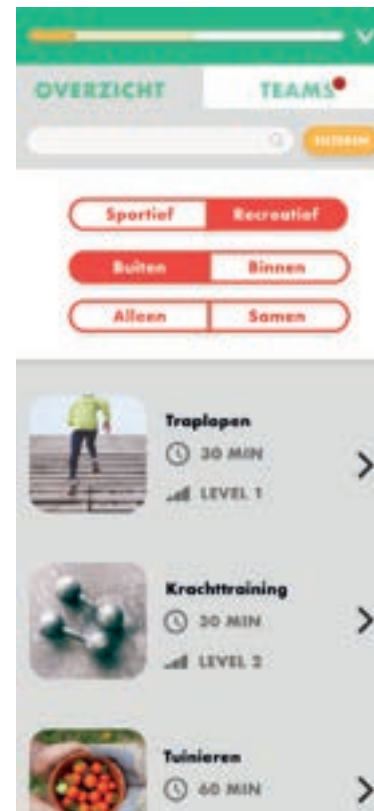 OVERZICHT TEAMS
FILTEREN
Sportief Recreatief
Buiten Binnen
Alleen Samen
Traplopen
30 MIN
LEVEL 1
Krachttraining
30 MIN
LEVEL 2
Tuinieren
60 MIN